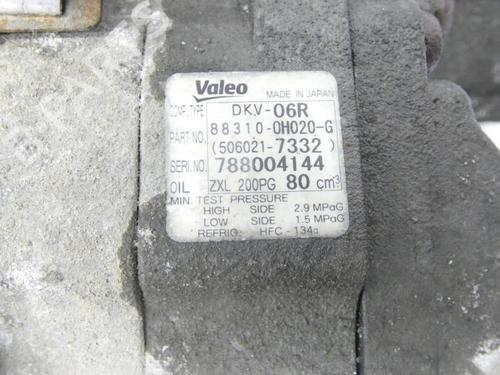 Valeo MADE IN JAPAN
COMP. TYPE DKV-06R
PART-NO. 88310-0H020-G
(506021-7332)
SERI.NO. 788004144
OIL ZXL 200PG 80 cm³
MIN. TEST PRESSURE
HIGH SIDE 2.9 MPaG
LOW SIDE 1.5 MPaG
REFRIG HFC-134a